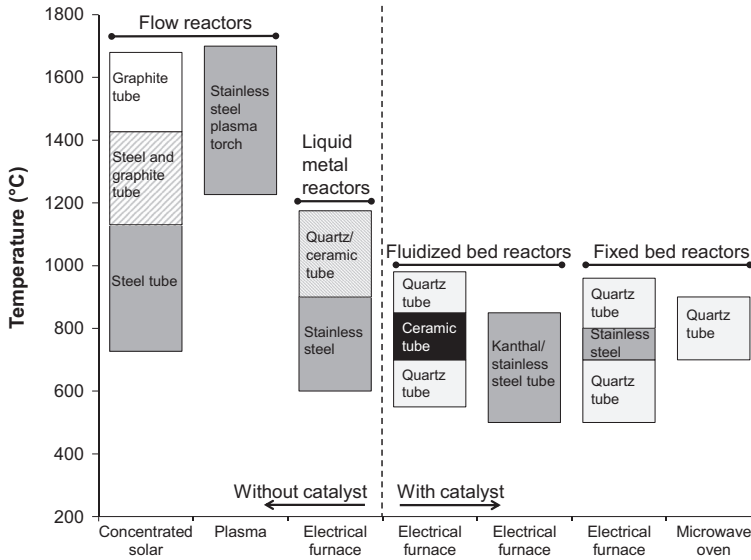 Flow reactors
1800
1600
1400
1200
1000
800
600
400
200
Temperature (°C)
Graphite
tube
Steel and
graphite
tube
Steel tube
Stainless
steel
plasma
torch
Liquid
metal
reactors
Quartz/
ceramic
tube
Stainless
steel
Fluidized bed reactors
Quartz
tube
Ceramic
tube
Quartz
tube
Kanthal/
stainless
steel tube
Fixed bed reactors
Quartz
tube
Stainless
steel
Quartz
tube
Quartz
tube
Without catalyst
With catalyst
Concentrated
solar
Plasma
Electrical
furnace
Electrical
furnace
Electrical
furnace
Electrical
furnace
Microwave
oven